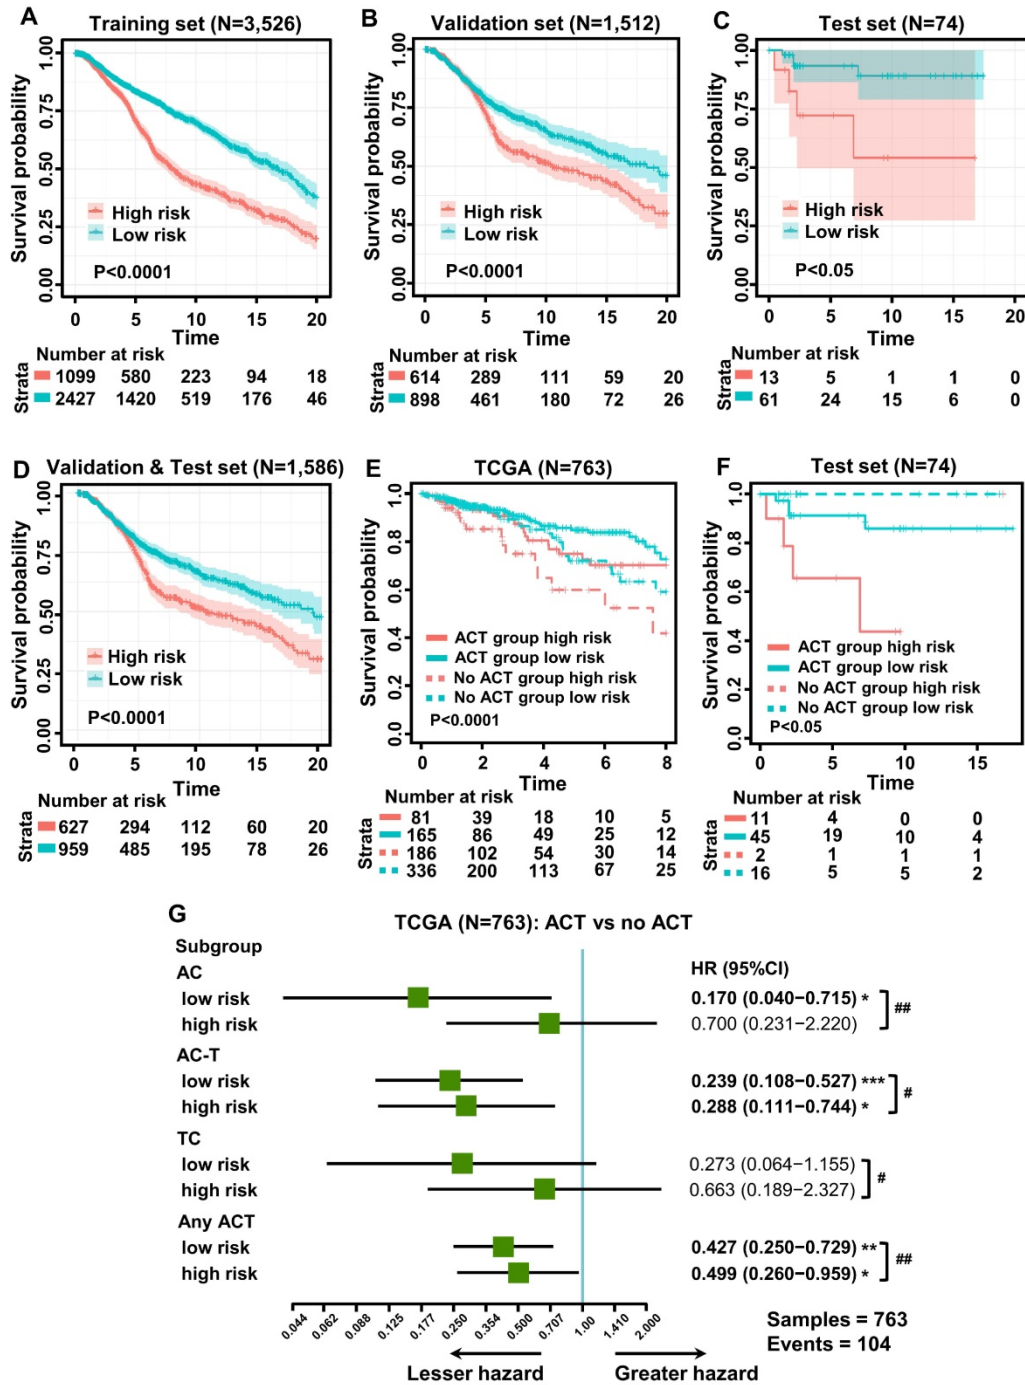 A Training set (N=3,526)
Survival probability
1.00
0.75
0.50
0.25
0.00
High risk
Low risk
P<0.0001
0 5 10 15 20
Time
Number at risk
Strata
1099 580 223 94 18
2427 1420 519 176 46
B Validation set (N=1,512)
Survival probability
1.00
0.75
0.50
0.25
0.00
High risk
Low risk
P<0.0001
0 5 10 15 20
Time
Number at risk
Strata
614 289 111 59 20
898 461 180 72 26
C Test set (N=74)
Survival probability
1.00
0.75
0.50
0.25
0.00
High risk
Low risk
P<0.05
0 5 10 15 20
Time
Number at risk
Strata
13 5 1 1 0
61 24 15 6 0
D Validation & Test set (N=1,586)
Survival probability
1.00
0.75
0.50
0.25
0.00
High risk
Low risk
P<0.0001
0 5 10 15 20
Time
Number at risk
Strata
627 294 112 60 20
959 485 195 78 26
E TCGA (N=763)
Survival probability
1.0
0.8
0.6
0.4
0.2
0.0
ACT group high risk
ACT group low risk
No ACT group high risk
No ACT group low risk
P<0.0001
0 2 4 6 8
Time
Number at risk
Strata
81 39 18 10 5
165 86 49 25 12
186 102 54 30 14
336 200 113 67 25
F Test set (N=74)
Survival probability
1.0
0.8
0.6
0.4
0.2
0.0
ACT group high risk
ACT group low risk
No ACT group high risk
No ACT group low risk
P<0.05
0 5 10 15
Time
Number at risk
Strata
11 4 0 0
45 19 10 4
2 1 1 1
16 5 5 2
G
TCGA (N=763): ACT vs no ACT
Subgroup
HR (95%CI)
AC
low risk 0.170 (0.040−0.715) *
high risk 0.700 (0.231−2.220)
##
AC-T
low risk 0.239 (0.108−0.527) ***
high risk 0.288 (0.111−0.744) *
#
TC
low risk 0.273 (0.064−1.155)
high risk 0.663 (0.189−2.327)
#
Any ACT
low risk 0.427 (0.250−0.729) **
high risk 0.499 (0.260−0.959) *
##
0.044 0.062 0.088 0.125 0.177 0.250 0.354 0.500 0.707 1.00 1.410 2.000
Lesser hazard Greater hazard
Samples = 763
Events = 104